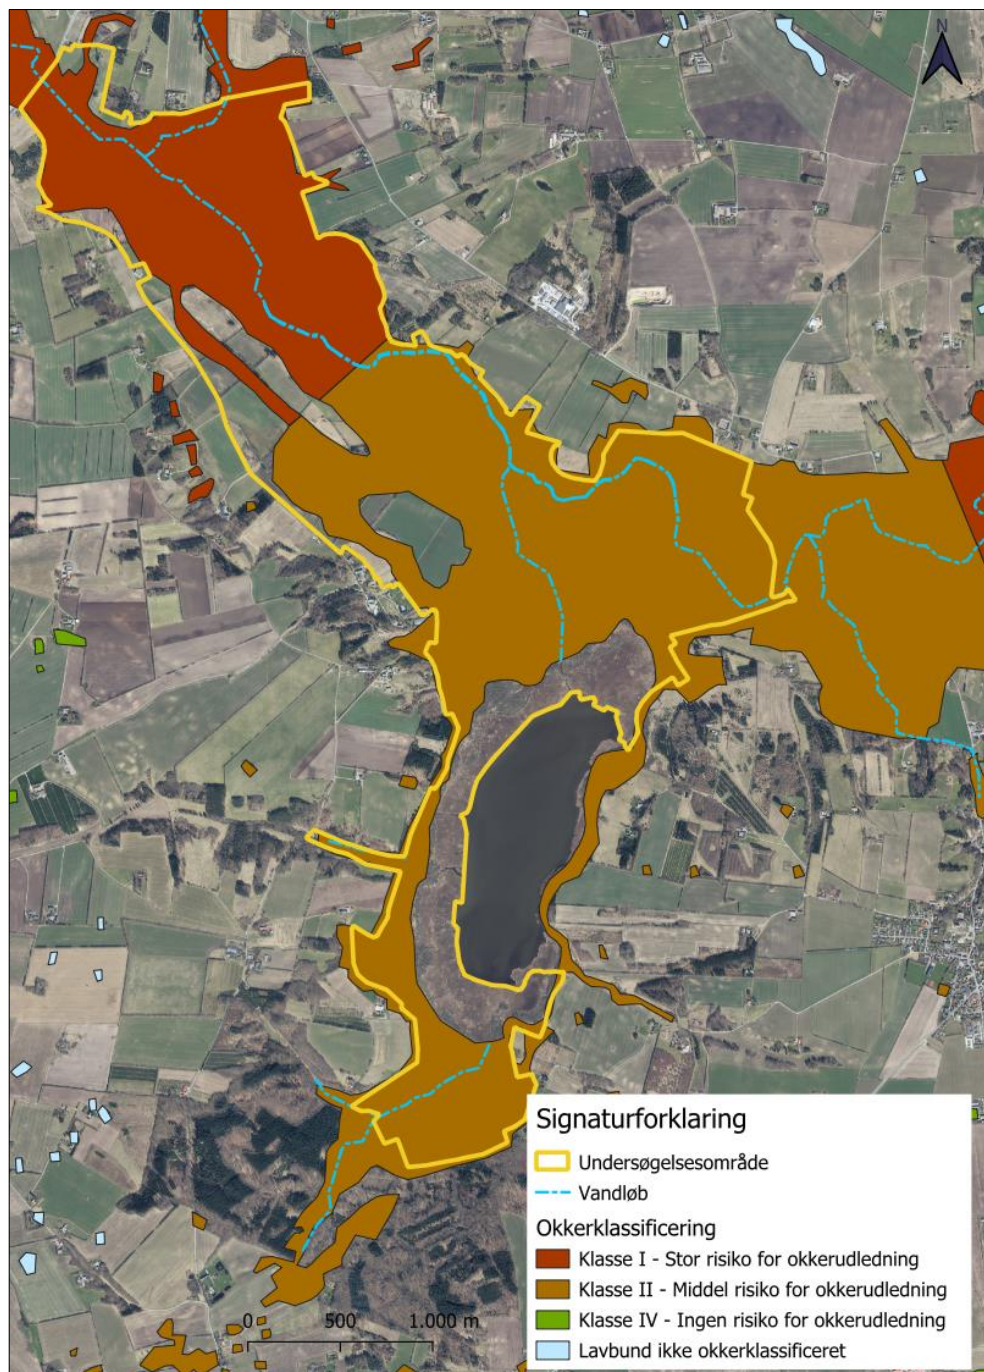 N
Signaturforklaring
Undersøgelsesområde
Vandløb
Okkerklassificering
Klasse I - Stor risiko for okkerudledning
Klasse II - Middel risiko for okkerudledning
Klasse IV - Ingen risiko for okkerudledning
Lavbund ikke okkerklassificeret
0 500 1.000 m